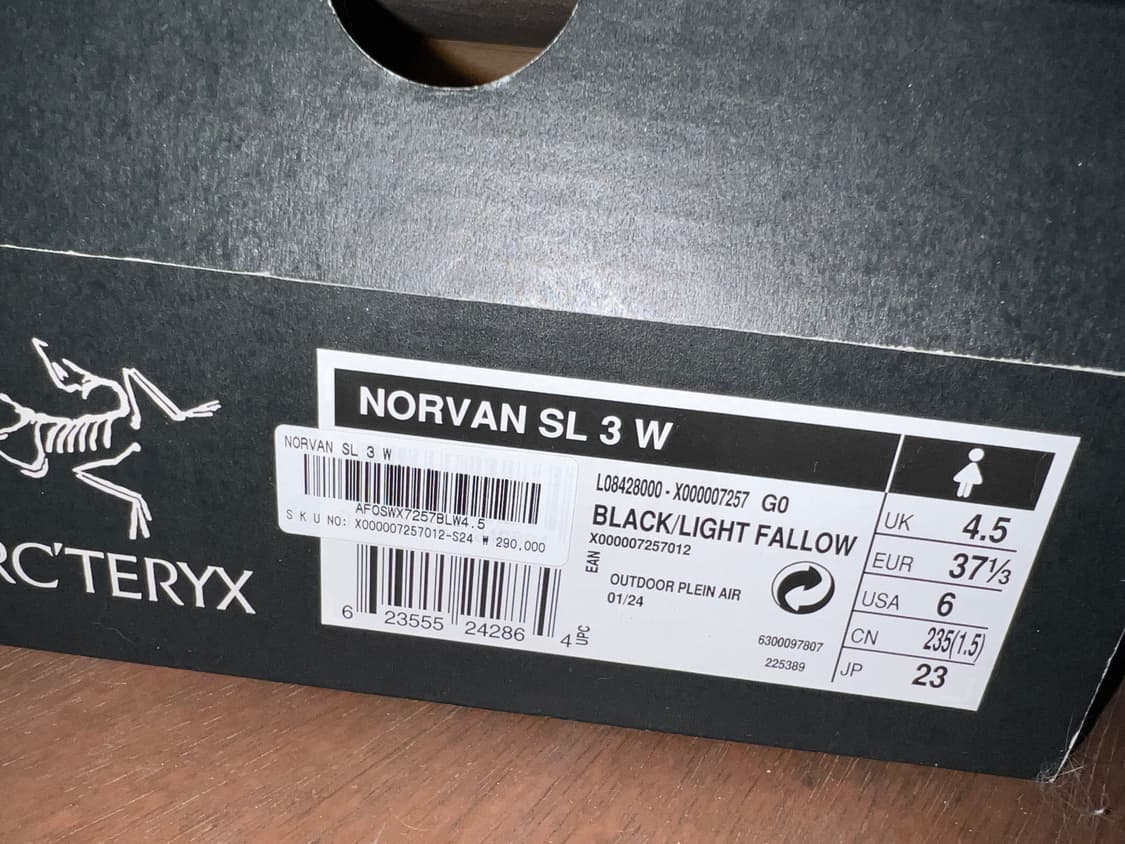 RC'TERYX
NORVAN SL 3 W
NORVAN SL 3 W
AFOSWX7257BLW4.5
SKU NO: X000007257012-S24 ₩ 290,000
6 23555 24286 4
UPC
EAN
L08428000 - X000007257 G0
BLACK/LIGHT FALLOW
X000007257012
OUTDOOR PLEIN AIR
01/24
6300097807
225389
UK 4.5
EUR 37⅓
USA 6
CN 235(1.5)
JP 23